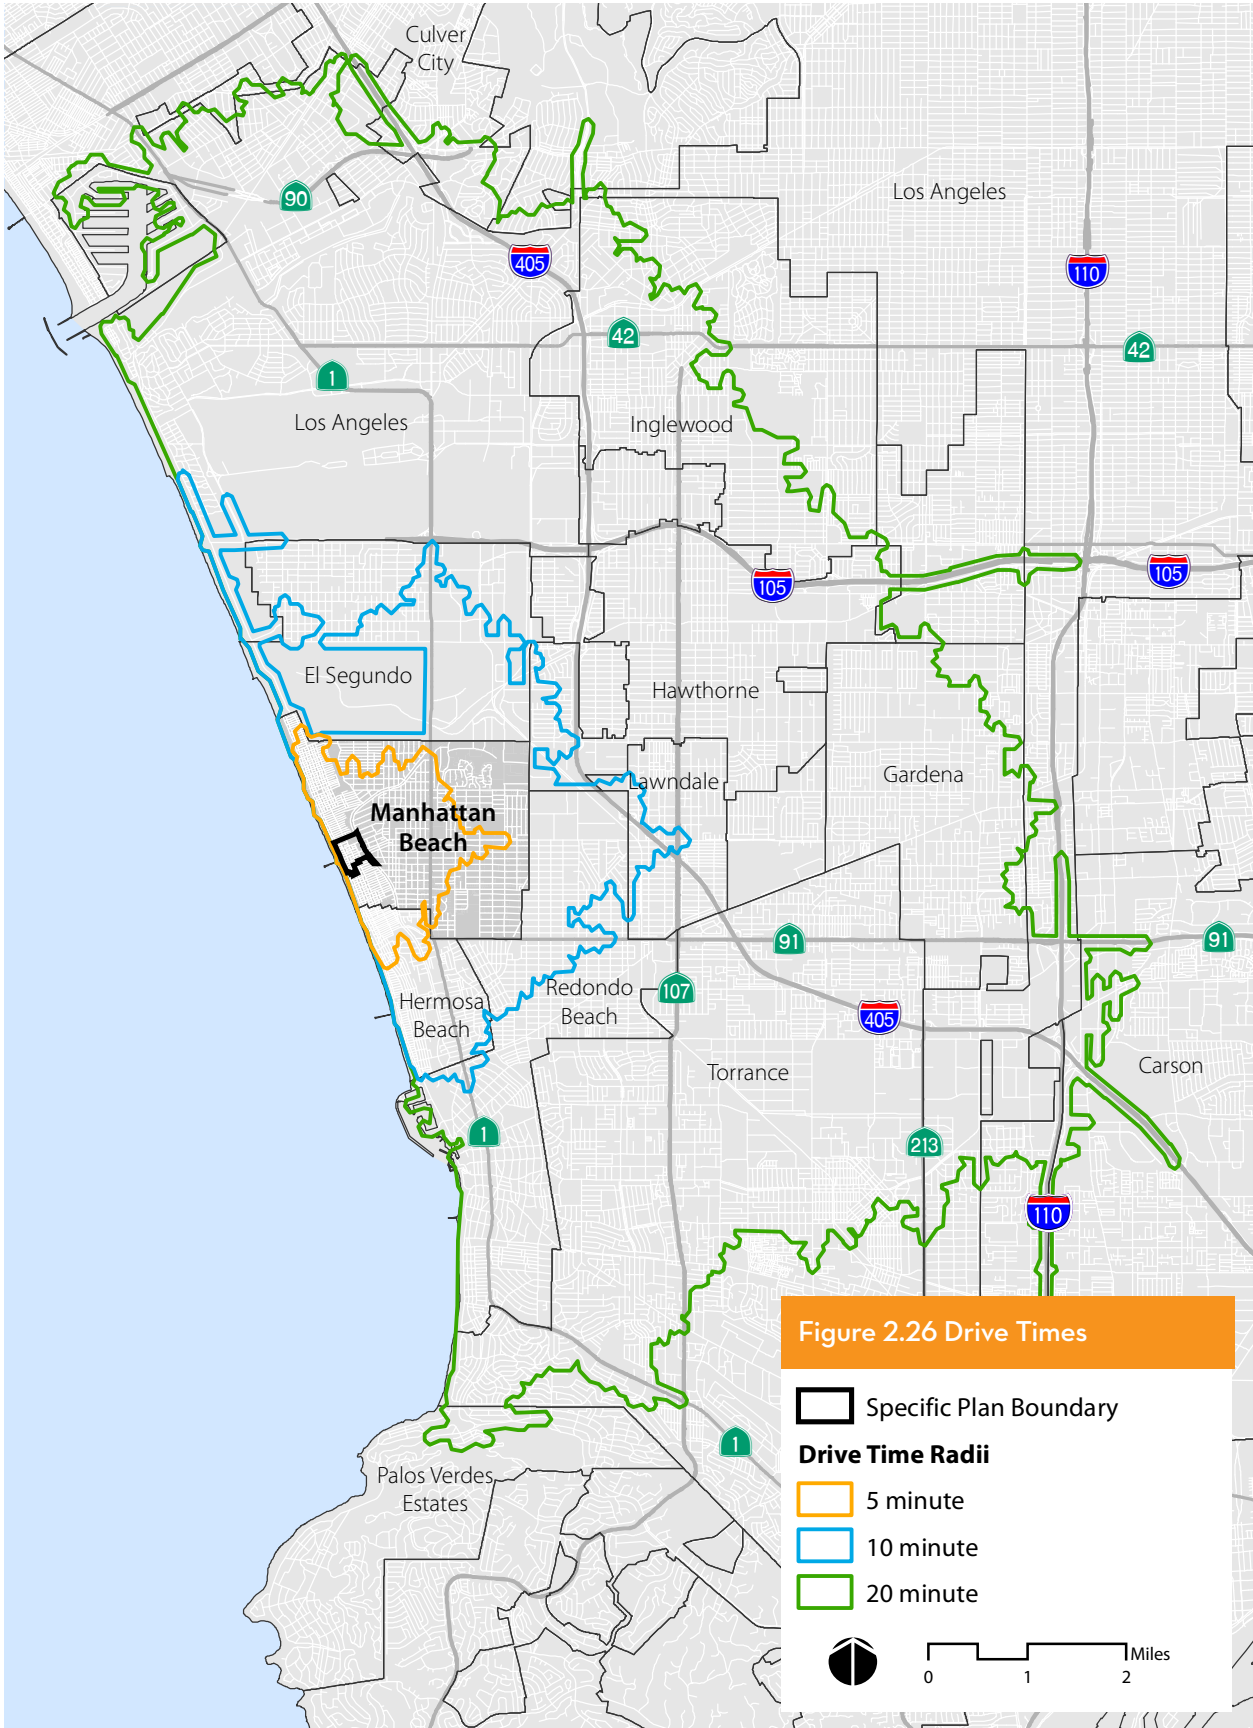 Culver
City
Los Angeles
90
405
110
42
42
1
Los Angeles
Inglewood
105
105
El Segundo
Hawthorne
Lawndale
Gardena
Manhattan
Beach
91
91
107
Redondo
Beach
Hermosa
Beach
405
Torrance
Carson
1
213
110
Figure 2.26 Drive Times
Specific Plan Boundary
Drive Time Radii
5 minute
10 minute
20 minute
Miles
0 1 2
1
Palos Verdes
Estates